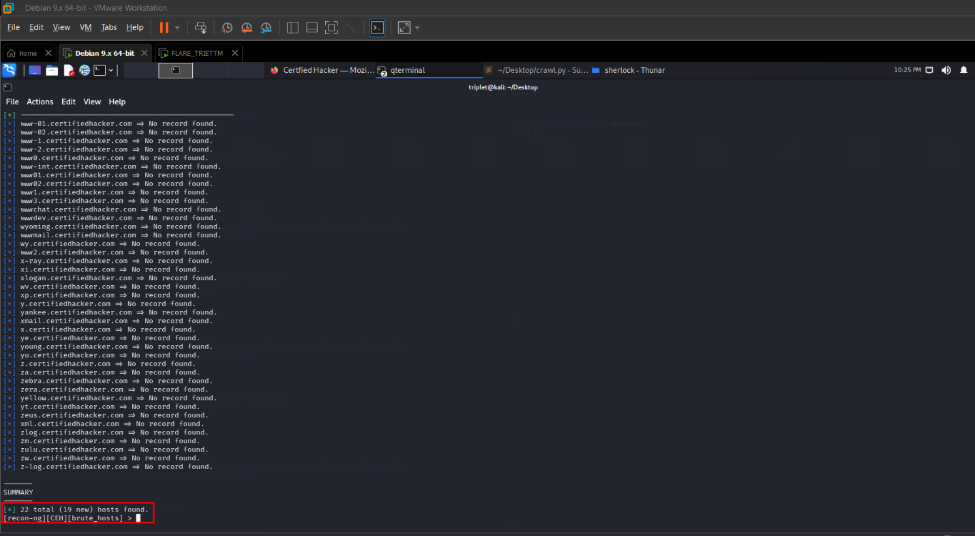 Debian 9.x 64-bit - VMware Workstation
File Edit View VM Tabs Help
Home Debian 9.x 64-bit FLARE_TRIETTM
Certfied Hacker — Mozi... qterminal ~/Desktop/crawl.py - Su... sherlock - Thunar 10:25 PM
triplet@kali: ~/Desktop
File Actions Edit View Help
[*] ────────────────────
[*] www-01.certifiedhacker.com => No record found.
[*] www-02.certifiedhacker.com => No record found.
[*] www-1.certifiedhacker.com => No record found.
[*] www-2.certifiedhacker.com => No record found.
[*] www0.certifiedhacker.com => No record found.
[*] www-int.certifiedhacker.com => No record found.
[*] www01.certifiedhacker.com => No record found.
[*] www02.certifiedhacker.com => No record found.
[*] www1.certifiedhacker.com => No record found.
[*] www3.certifiedhacker.com => No record found.
[*] wwwchat.certifiedhacker.com => No record found.
[*] wwwdev.certifiedhacker.com => No record found.
[*] wyoming.certifiedhacker.com => No record found.
[*] wwwmail.certifiedhacker.com => No record found.
[*] wy.certifiedhacker.com => No record found.
[*] www2.certifiedhacker.com => No record found.
[*] x-ray.certifiedhacker.com => No record found.
[*] xi.certifiedhacker.com => No record found.
[*] xlogan.certifiedhacker.com => No record found.
[*] wv.certifiedhacker.com => No record found.
[*] xp.certifiedhacker.com => No record found.
[*] y.certifiedhacker.com => No record found.
[*] yankee.certifiedhacker.com => No record found.
[*] xmail.certifiedhacker.com => No record found.
[*] x.certifiedhacker.com => No record found.
[*] ye.certifiedhacker.com => No record found.
[*] young.certifiedhacker.com => No record found.
[*] yu.certifiedhacker.com => No record found.
[*] z.certifiedhacker.com => No record found.
[*] za.certifiedhacker.com => No record found.
[*] zebra.certifiedhacker.com => No record found.
[*] zera.certifiedhacker.com => No record found.
[*] yellow.certifiedhacker.com => No record found.
[*] yt.certifiedhacker.com => No record found.
[*] zeus.certifiedhacker.com => No record found.
[*] xml.certifiedhacker.com => No record found.
[*] zlog.certifiedhacker.com => No record found.
[*] zm.certifiedhacker.com => No record found.
[*] zulu.certifiedhacker.com => No record found.
[*] zw.certifiedhacker.com => No record found.
[*] z-log.certifiedhacker.com => No record found.
SUMMARY
[*] 22 total (19 new) hosts found.
[recon-ng][CEH][brute_hosts] >